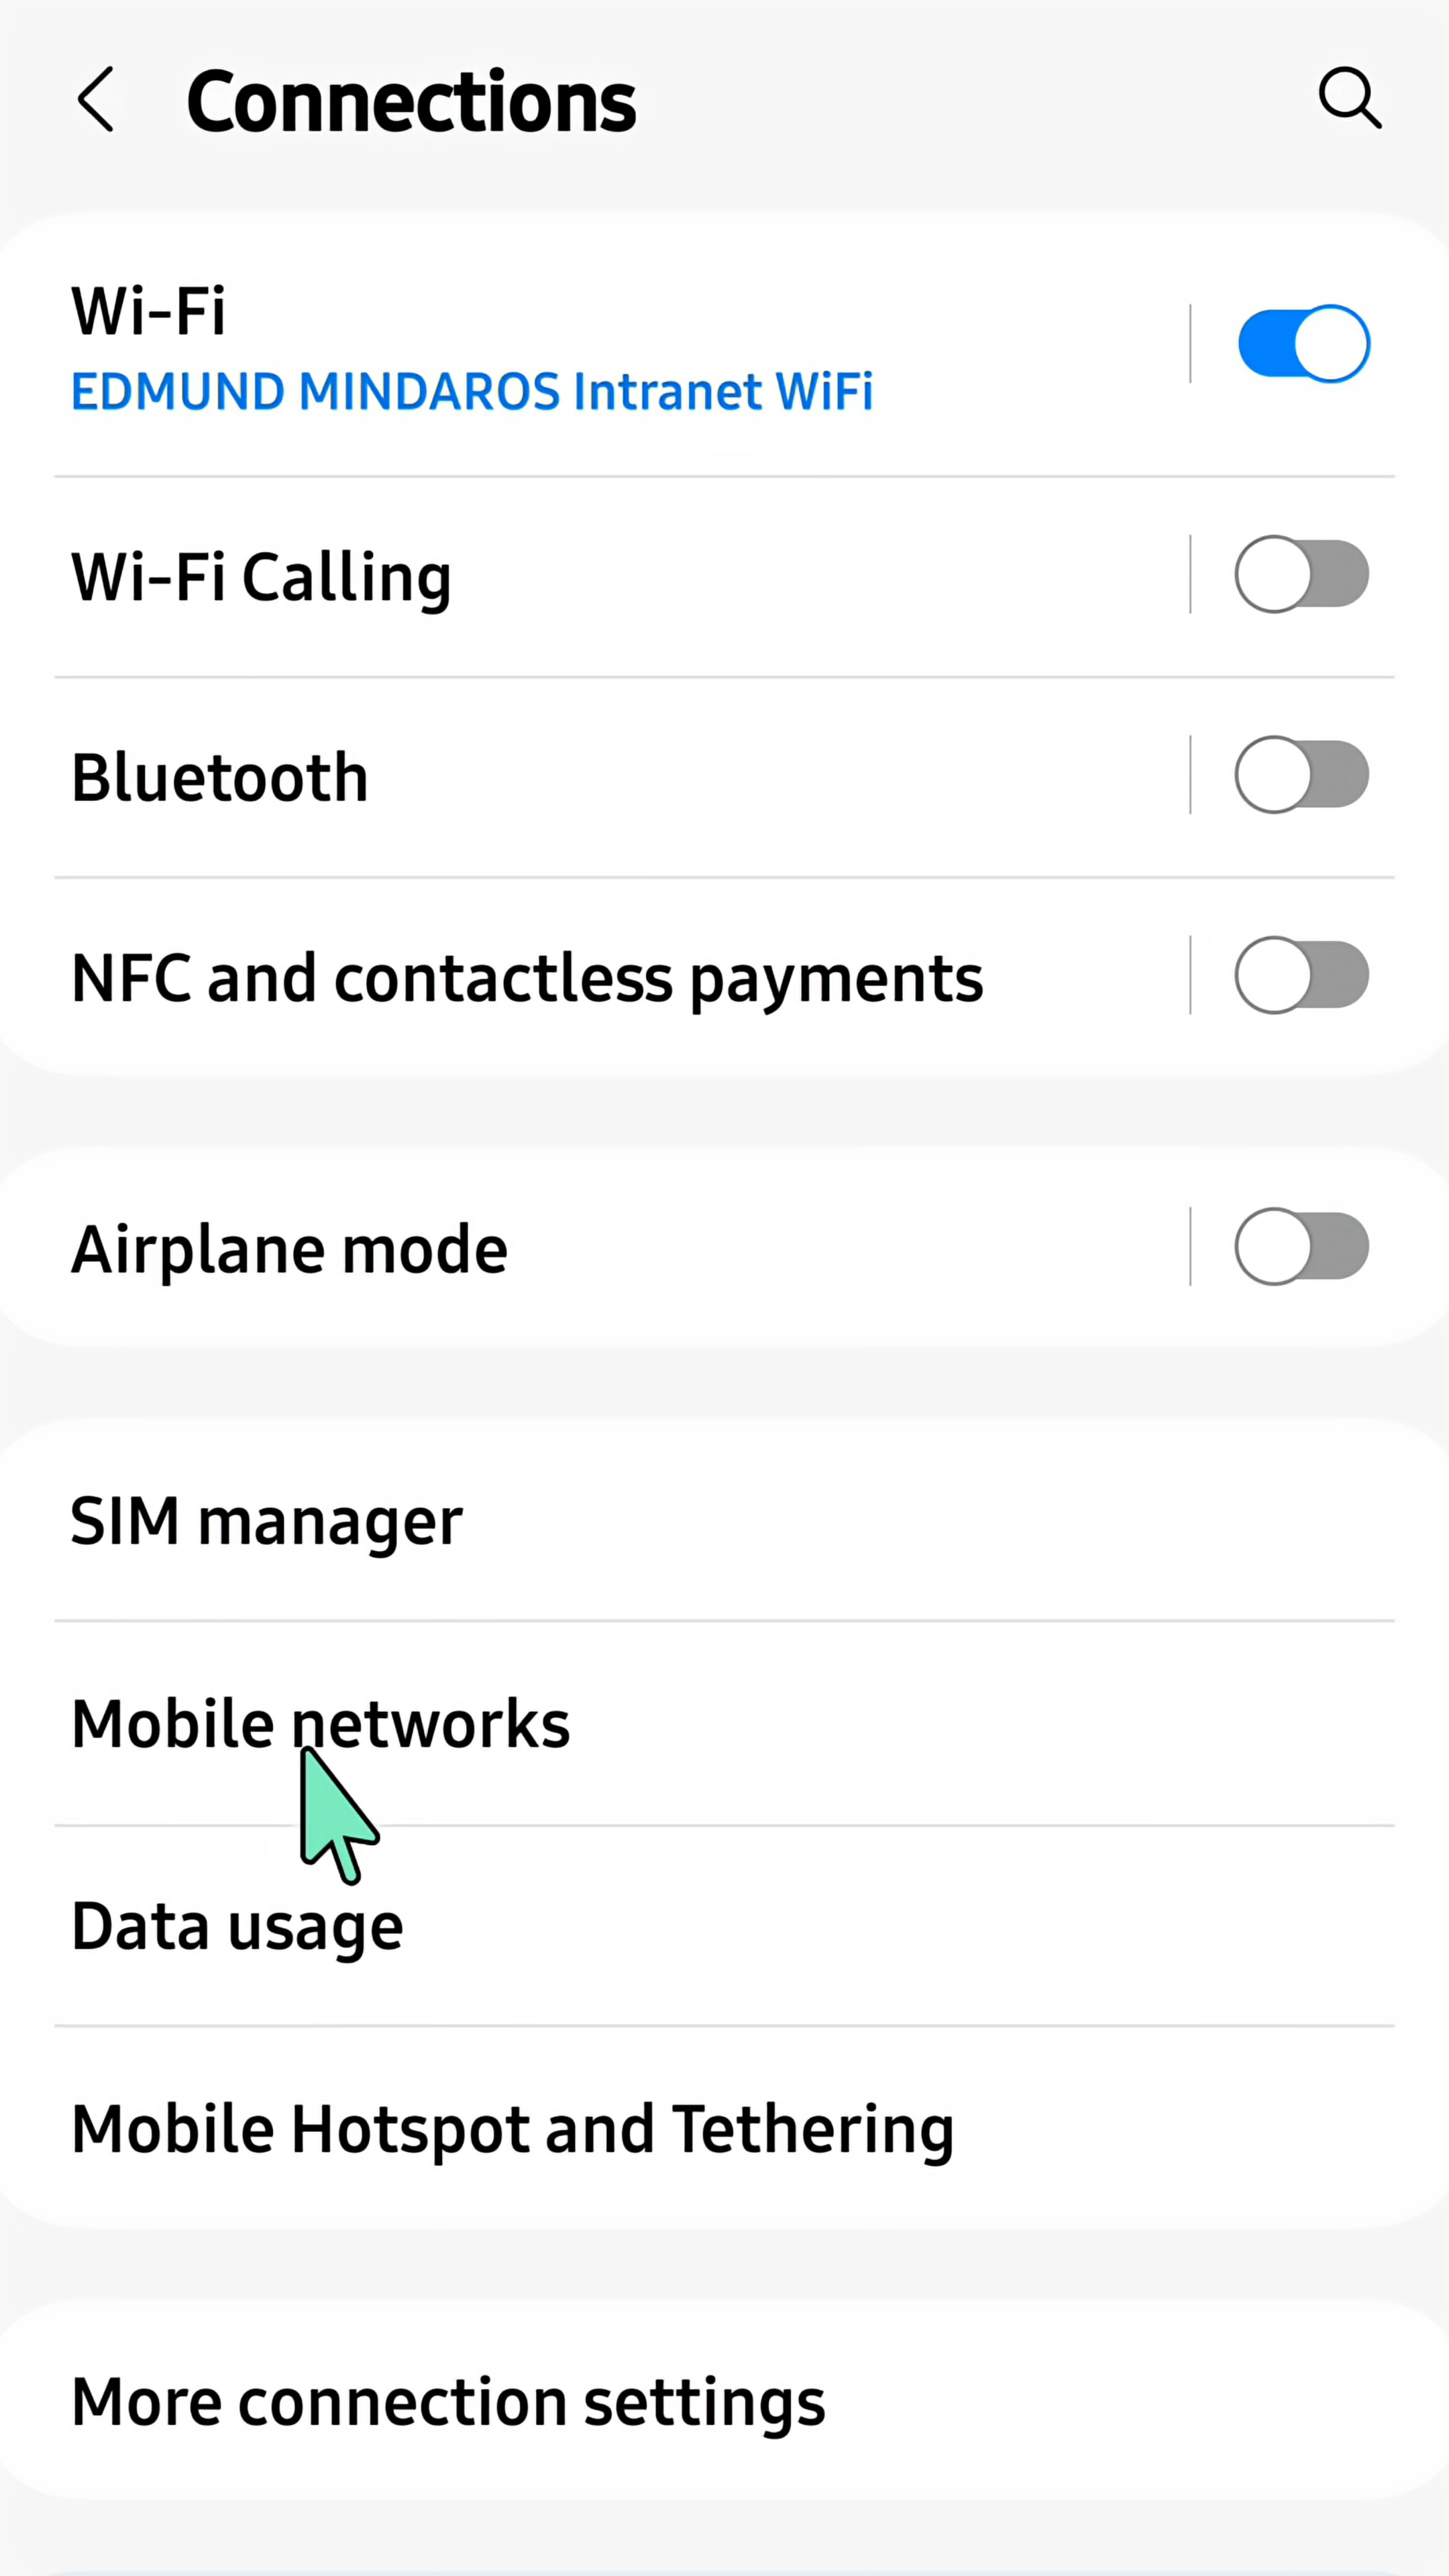 Connections
Wi-Fi
EDMUND MINDAROS Intranet WiFi
Wi-Fi Calling
Bluetooth
NFC and contactless payments
Airplane mode
SIM manager
Mobile networks
Data usage
Mobile Hotspot and Tethering
More connection settings